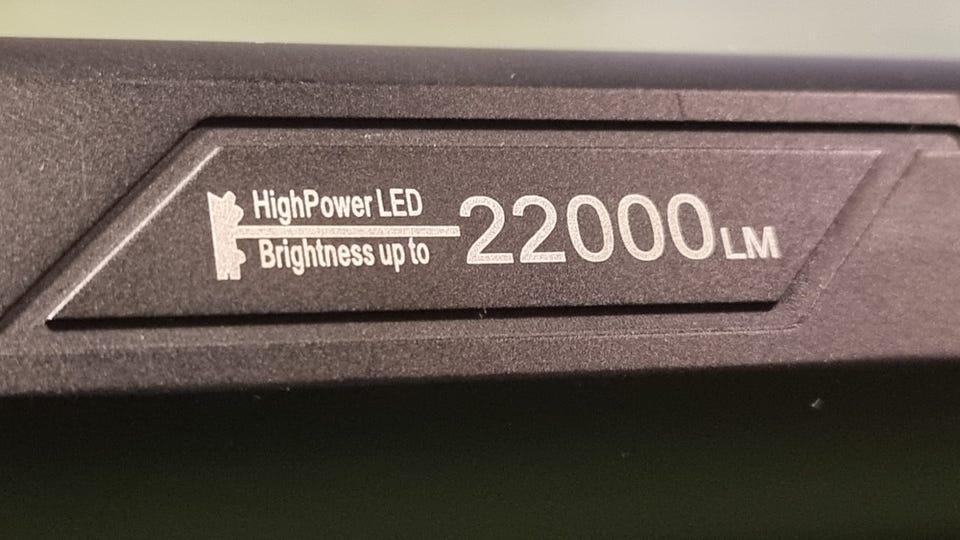 HighPower LED
Brightness up to
22000LM